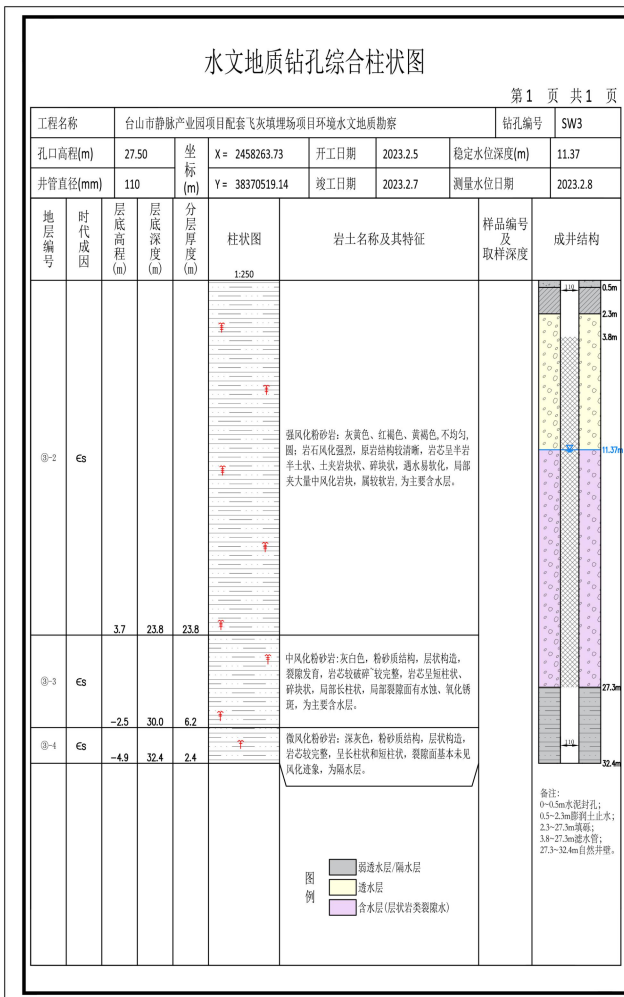 水文地质钻孔综合柱状图
第1 页 共1 页
工程名称 台山市静脉产业园项目配套飞灰填埋场项目环境水文地质勘察 钻孔编号 SW3
孔口高程(m) 27.50 坐标(m) X = 2458263.73 开工日期 2023.2.5 稳定水位深度(m) 11.37
井管直径(mm) 110 Y = 38370519.14 竣工日期 2023.2.7 测量水位日期 2023.2.8
地层编号 时代成因 层底高程(m) 层底深度(m) 分层厚度(m) 柱状图 岩土名称及其特征 样品编号及取样深度 成井结构
1:250
110
0.5m
2.3m
3.8m
强风化粉砂岩：灰黄色、红褐色、黄褐色,不均匀,
圆；岩石风化强烈，原岩结构较清晰，岩芯呈半岩
半土状、土夹岩块状、碎块状，遇水易软化，局部
夹大量中风化岩块，属较软岩,为主要含水层。
③-2 ϵs
11.37m
3.7 23.8 23.8
中风化粉砂岩:灰白色，粉砂质结构，层状构造，
裂隙发育，岩芯较破碎~较完整，岩芯呈短柱状、
碎块状，局部长柱状，局部裂隙面有水蚀、氧化锈
斑，为主要含水层。
③-3 ϵs
27.3m
-2.5 30.0 6.2
微风化粉砂岩：深灰色，粉砂质结构，层状构造，
岩芯较完整，呈长柱状和短柱状，裂隙面基本未见
风化迹象，为隔水层。
③-4 ϵs
110
-4.9 32.4 2.4
32.4m
备注:
0~0.5m水泥封孔；
0.5~2.3m膨润土止水；
2.3~27.3m填砾；
3.8~27.3m滤水管；
27.3~32.4m自然井壁。
图例
弱透水层/隔水层
透水层
含水层(层状岩类裂隙水)